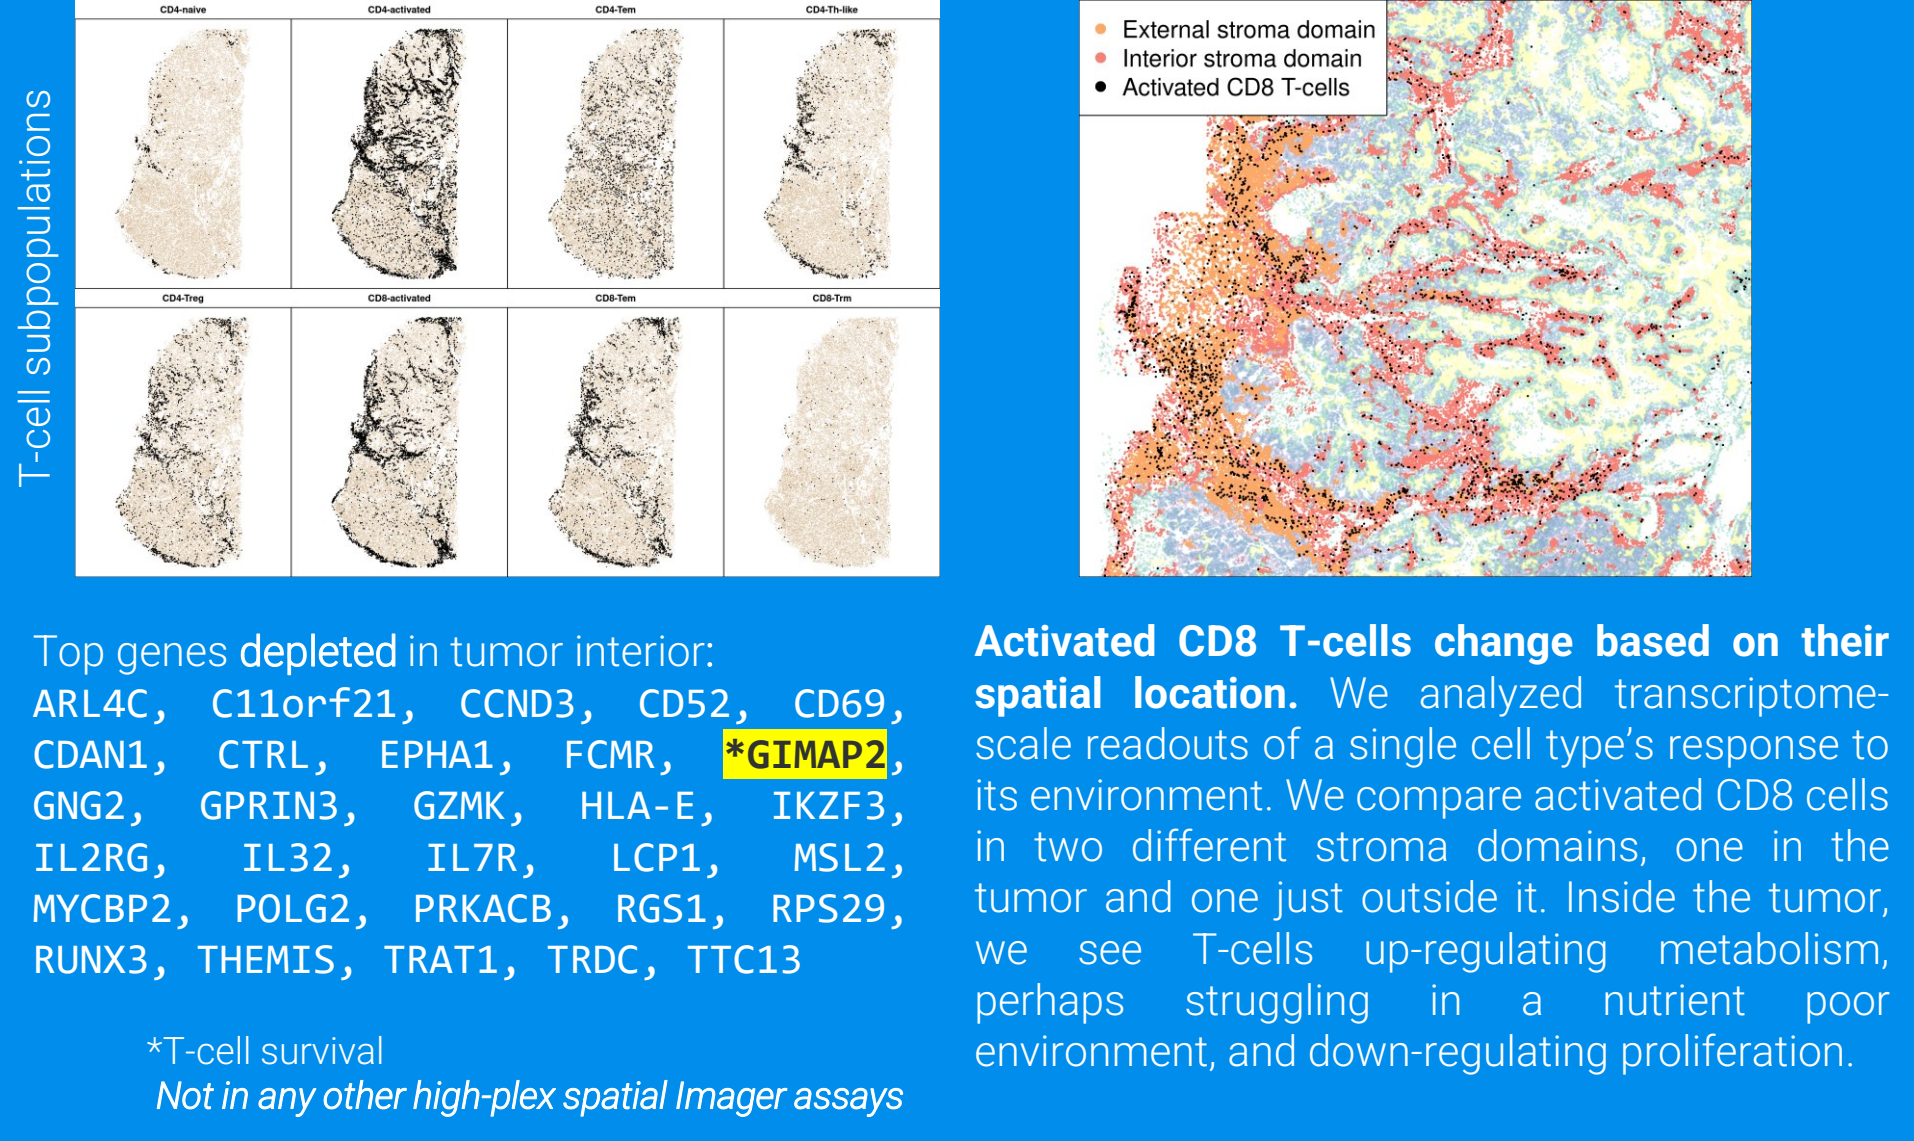 T-cell subpopulations
CD4-naive
CD4-activated
CD4-Tem
CD4-Th-like
CD4-Treg
CD8-activated
CD8-Tem
CD8-Trm
External stroma domain
Interior stroma domain
Activated CD8 T-cells
Top genes depleted in tumor interior:
ARL4C, C11orf21, CCND3, CD52, CD69,
CDAN1, CTRL, EPHA1, FCMR, *GIMAP2,
GNG2, GPRIN3, GZMK, HLA-E, IKZF3,
IL2RG, IL32, IL7R, LCP1, MSL2,
MYCBP2, POLG2, PRKACB, RGS1, RPS29,
RUNX3, THEMIS, TRAT1, TRDC, TTC13
*T-cell survival
Not in any other high-plex spatial Imager assays
Activated CD8 T-cells change based on their
spatial location. We analyzed transcriptome-
scale readouts of a single cell type's response to
its environment. We compare activated CD8 cells
in two different stroma domains, one in the
tumor and one just outside it. Inside the tumor,
we see T-cells up-regulating metabolism,
perhaps struggling in a nutrient poor
environment, and down-regulating proliferation.